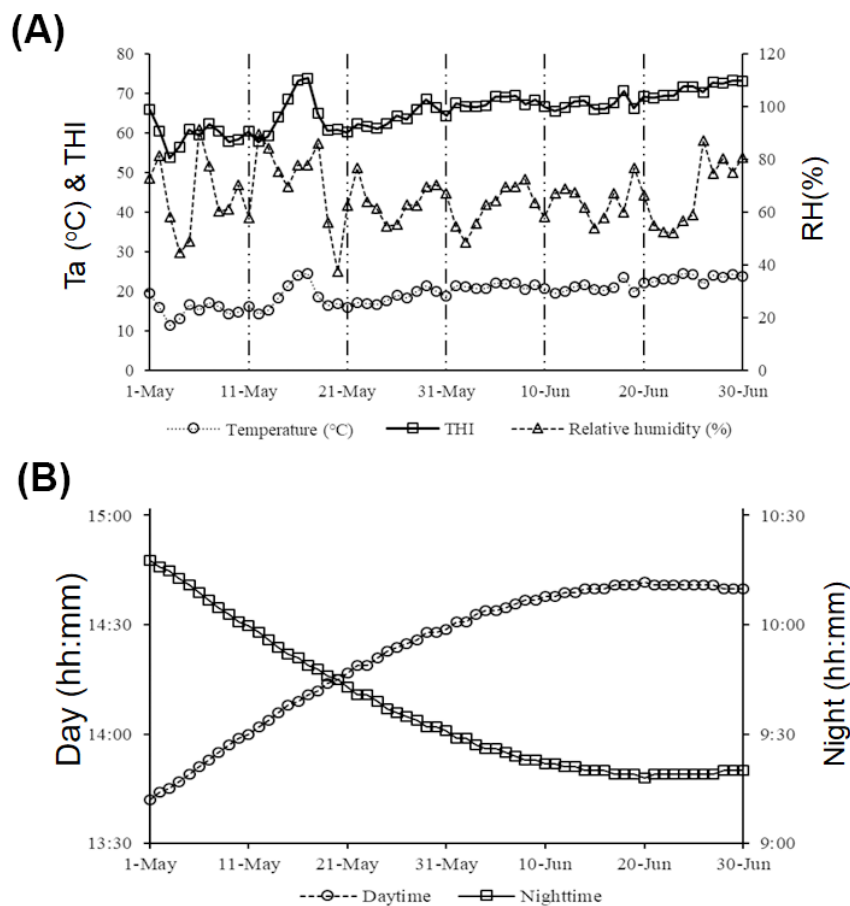 (A)
80
70
60
50
40
30
20
10
0
Ta (°C) & THI
120
100
80
60
40
20
0
RH(%)
1-May 11-May 21-May 31-May 10-Jun 20-Jun 30-Jun
Temperature (°C) THI Relative humidity (%)
(B)
15:00
14:30
14:00
13:30
Day (hh:mm)
10:30
10:00
9:30
9:00
Night (hh:mm)
1-May 11-May 21-May 31-May 10-Jun 20-Jun 30-Jun
Daytime Nighttime